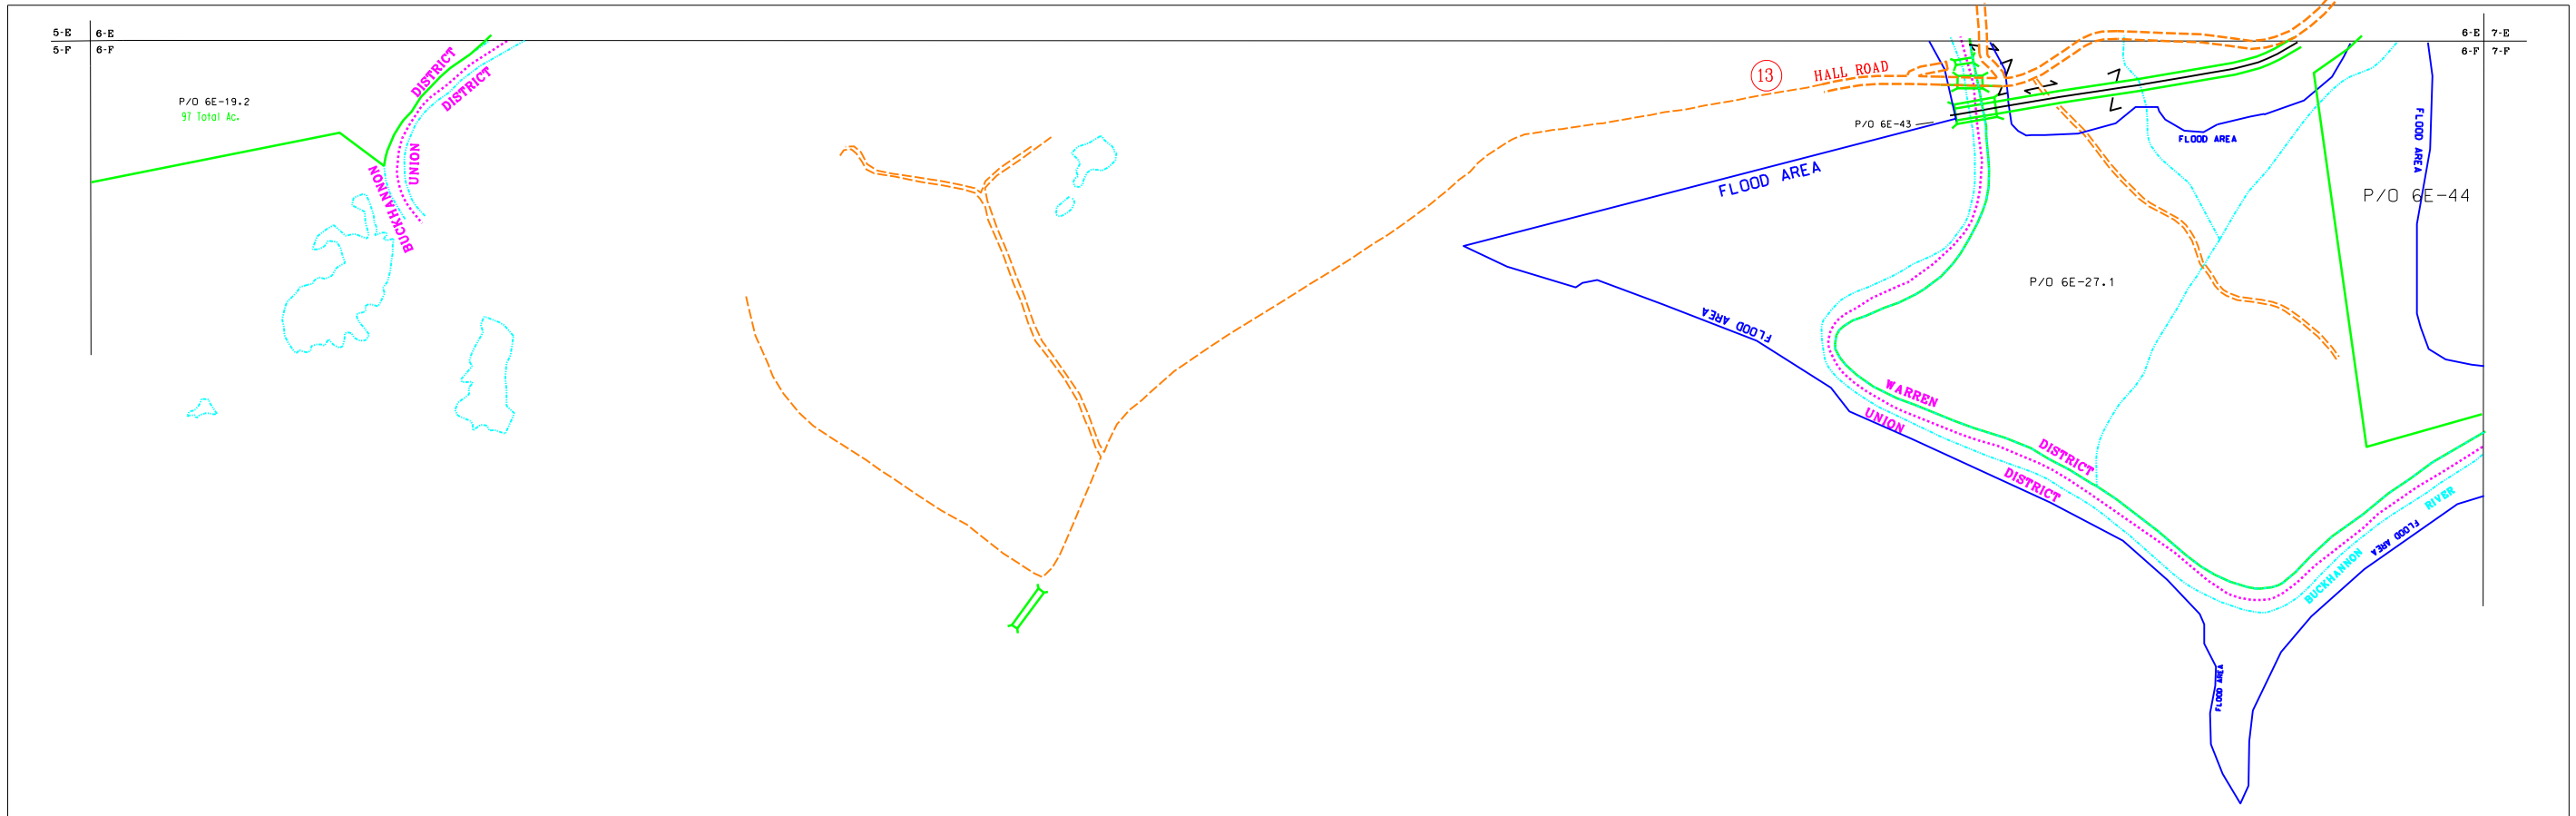 5-E 6-E
5-F 6-F
6-E 7-E
6-F 7-F
P/O 6E-19.2
97 Total Ac.
DISTRICT
DISTRICT
UNION
BUCKHANNON
13
HALL ROAD
P/O 6E-43
FLOOD AREA
FLOOD AREA
FLOOD AREA
P/O 6E-44
P/O 6E-27.1
FLOOD AREA
WARREN
DISTRICT
UNION
DISTRICT
BUCKHANNON
RIVER
FLOOD AREA
FLOOD AREA